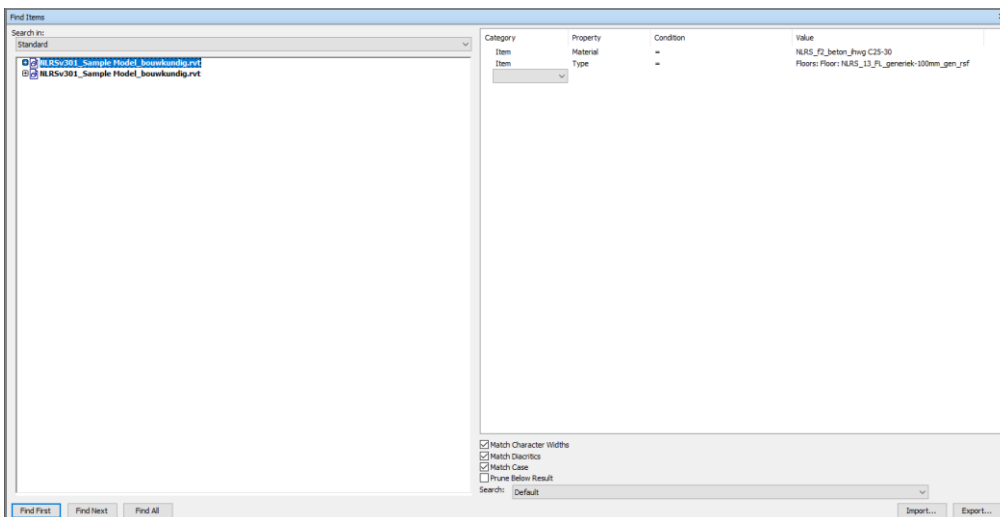 Find Items
Search in:
Standard
NLRSv301_Sample Model_bouwkundig.rvt
NLRSv301_Sample Model_bouwkundig.rvt
Category Property Condition Value
Item Material = NLRS_f2_beton_ihwg C25-30
Item Type = Floors: Floor: NLRS_13_FL_generiek-100mm_gen_rsf
Match Character Widths
Match Diacritics
Match Case
Prune Below Result
Search: Default
Find First Find Next Find All Import... Export...